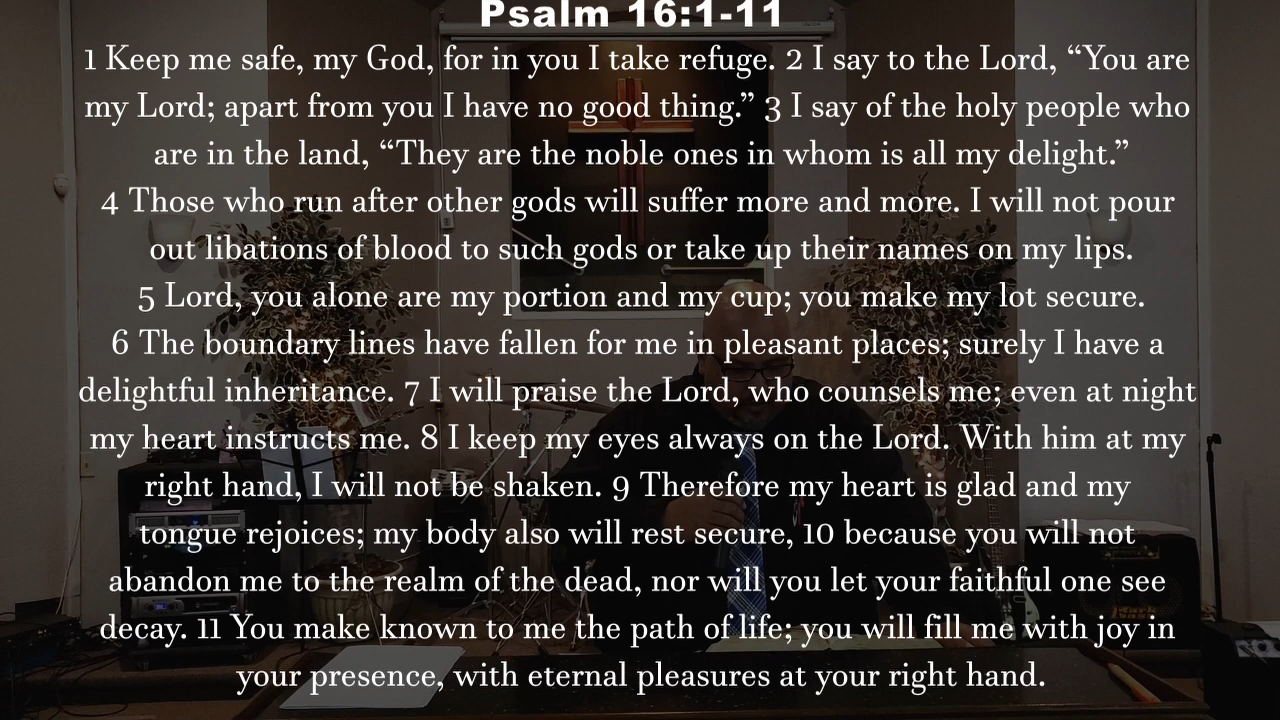 Psalm 16:1-11
1 Keep me safe, my God, for in you I take refuge. 2 I say to the Lord, “You are
my Lord; apart from you I have no good thing.” 3 I say of the holy people who
are in the land, “They are the noble ones in whom is all my delight.”
4 Those who run after other gods will suffer more and more. I will not pour
out libations of blood to such gods or take up their names on my lips.
5 Lord, you alone are my portion and my cup; you make my lot secure.
6 The boundary lines have fallen for me in pleasant places; surely I have a
delightful inheritance. 7 I will praise the Lord, who counsels me; even at night
my heart instructs me. 8 I keep my eyes always on the Lord. With him at my
right hand, I will not be shaken. 9 Therefore my heart is glad and my
tongue rejoices; my body also will rest secure, 10 because you will not
abandon me to the realm of the dead, nor will you let your faithful one see
decay. 11 You make known to me the path of life; you will fill me with joy in
your presence, with eternal pleasures at your right hand.